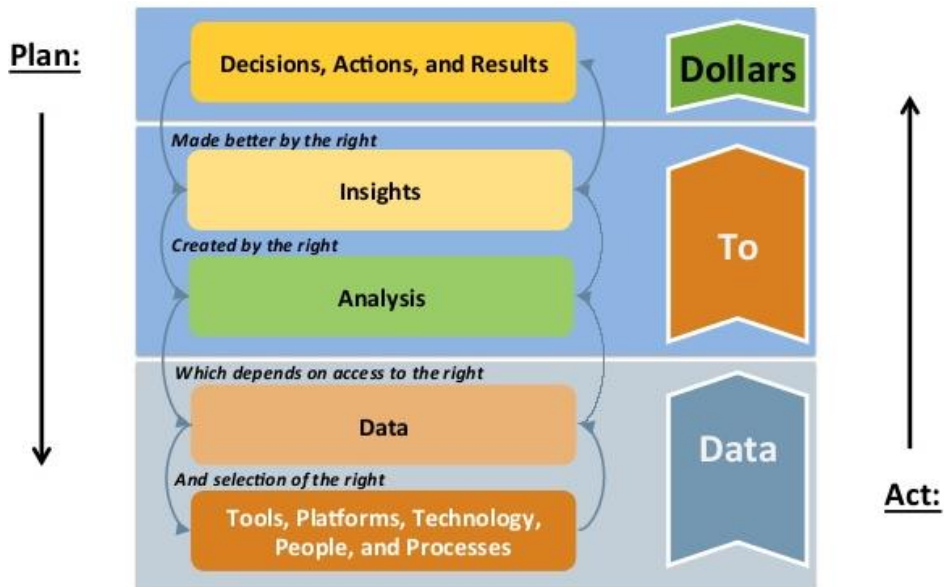 Plan:
Decisions, Actions, and Results
Dollars
Made better by the right
Insights
To
Created by the right
Analysis
Which depends on access to the right
Data
Data
And selection of the right
Tools, Platforms, Technology,
People, and Processes
Act: